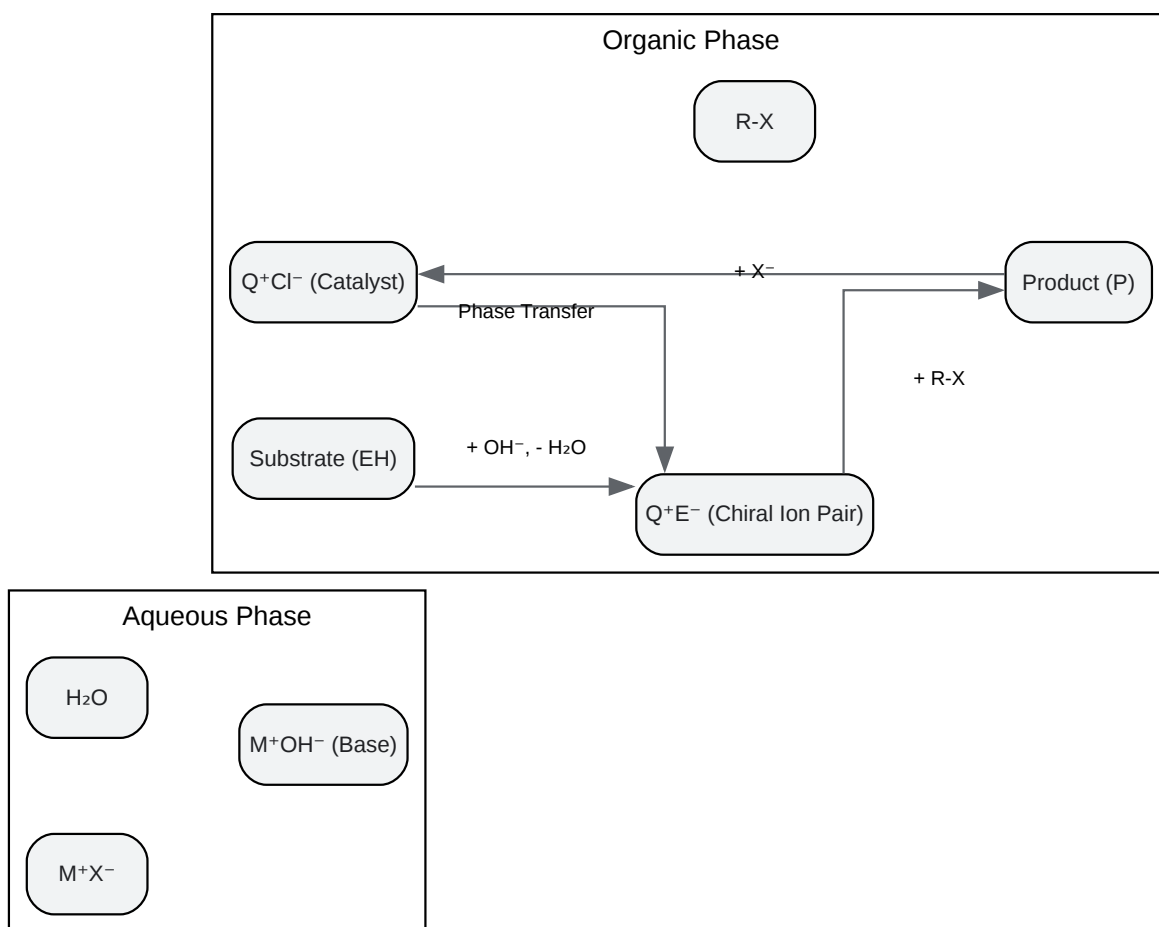 Organic Phase
R-X
Q⁺Cl⁻ (Catalyst)
+ X⁻
Product (P)
Phase Transfer
+ R-X
Substrate (EH)
+ OH⁻, - H₂O
Q⁺E⁻ (Chiral Ion Pair)
Aqueous Phase
H₂O
M⁺OH⁻ (Base)
M⁺X⁻